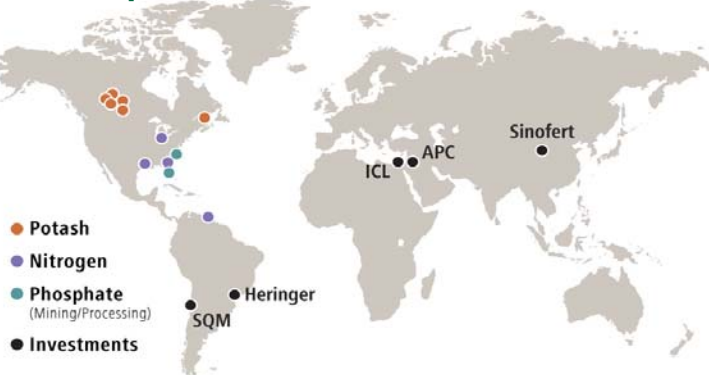 Sinofert
APC
ICL
Potash
Nitrogen
Phosphate
(Mining/Processing)
Heringer
SQM
Investments